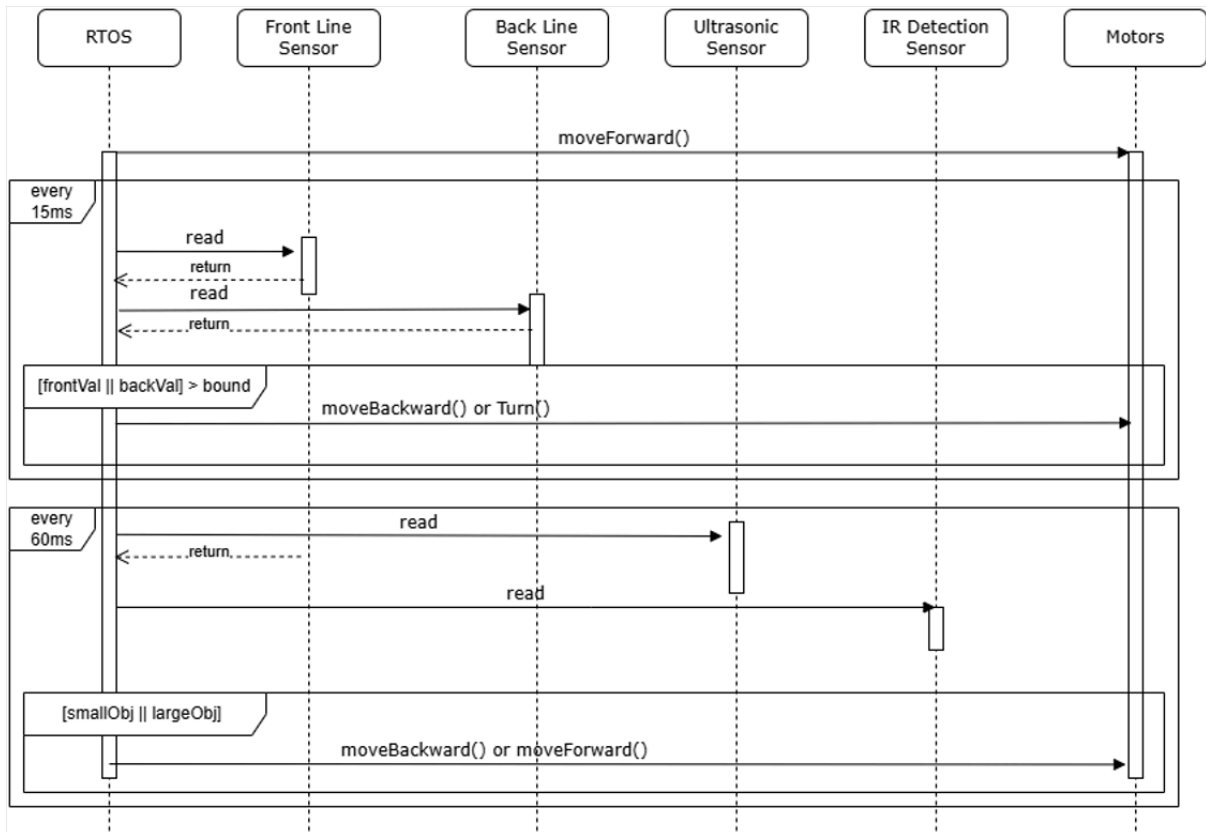 RTOS
Front Line
Sensor
Back Line
Sensor
Ultrasonic
Sensor
IR Detection
Sensor
Motors
moveForward()
every
15ms
read
return
read
return
[frontVal || backVal] > bound
moveBackward() or Turn()
every
60ms
read
return
read
[smallObj || largeObj]
moveBackward() or moveForward()